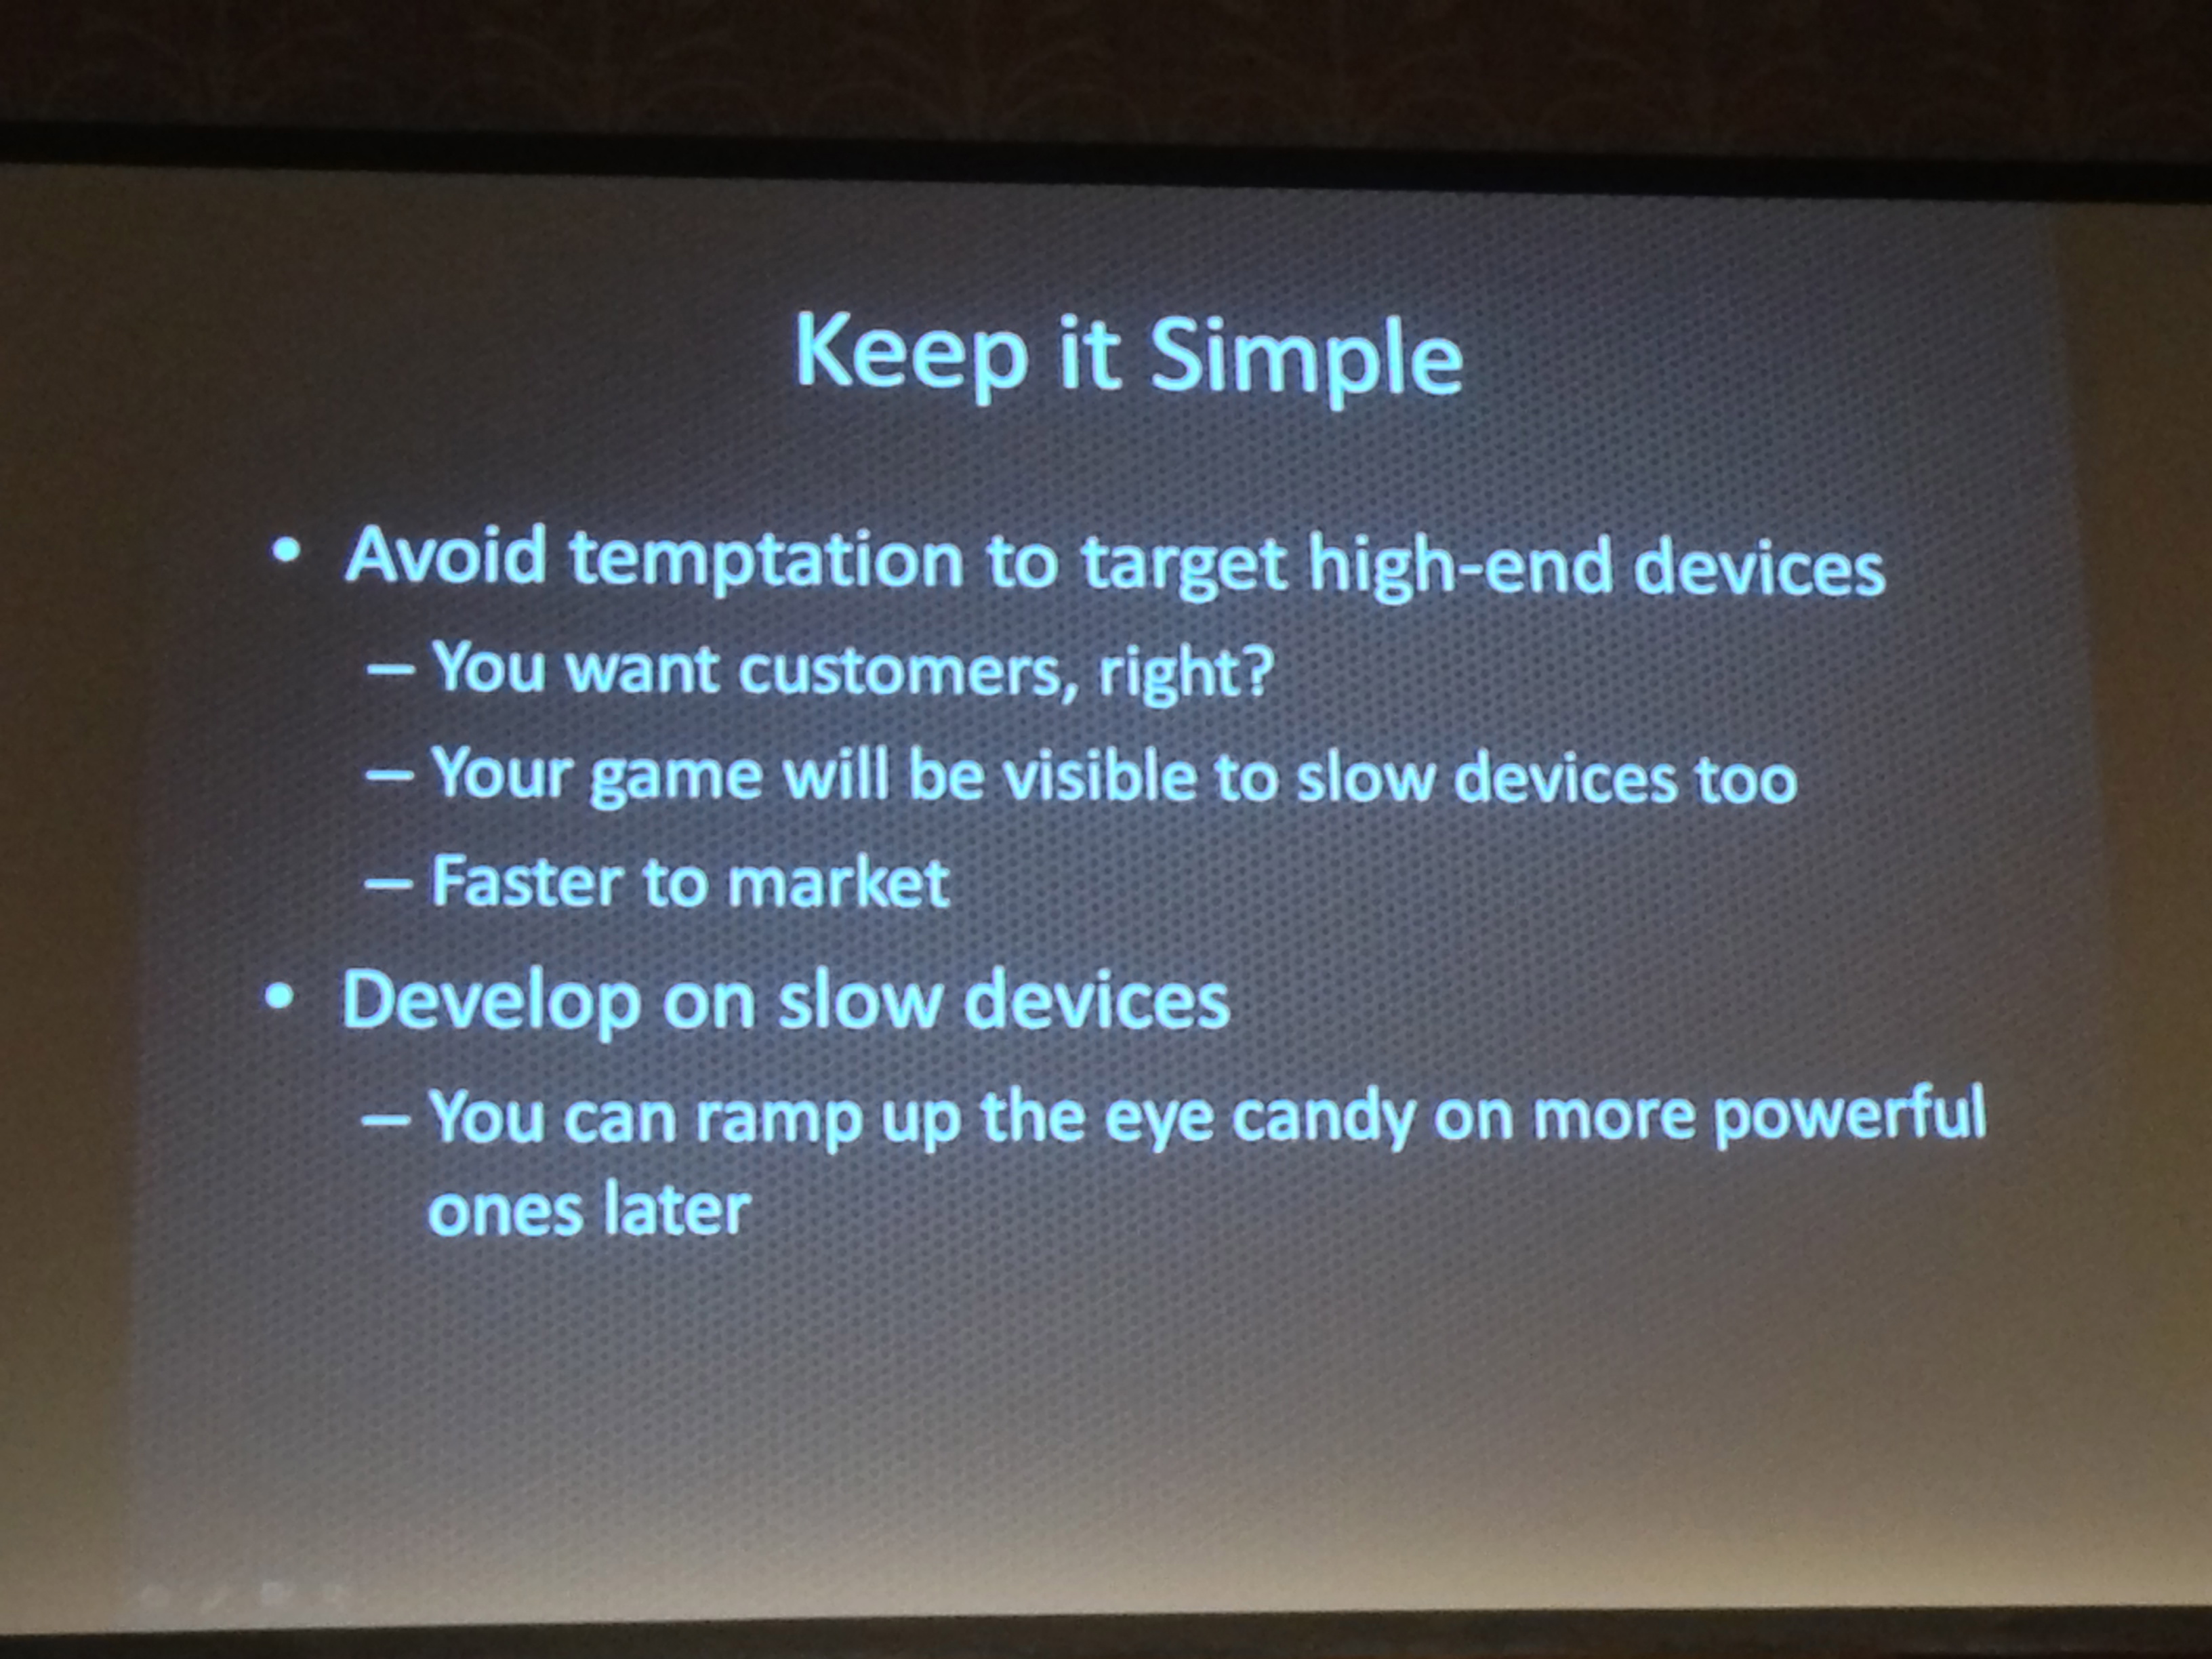 Keep it Simple
• Avoid temptation to target high-end devices
– You want customers, right?
– Your game will be visible to slow devices too
– Faster to market
• Develop on slow devices
– You can ramp up the eye candy on more powerful
ones later